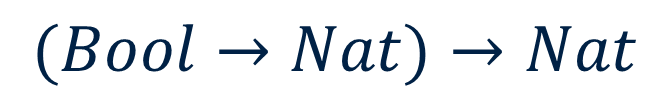 (Bool → Nat) → Nat